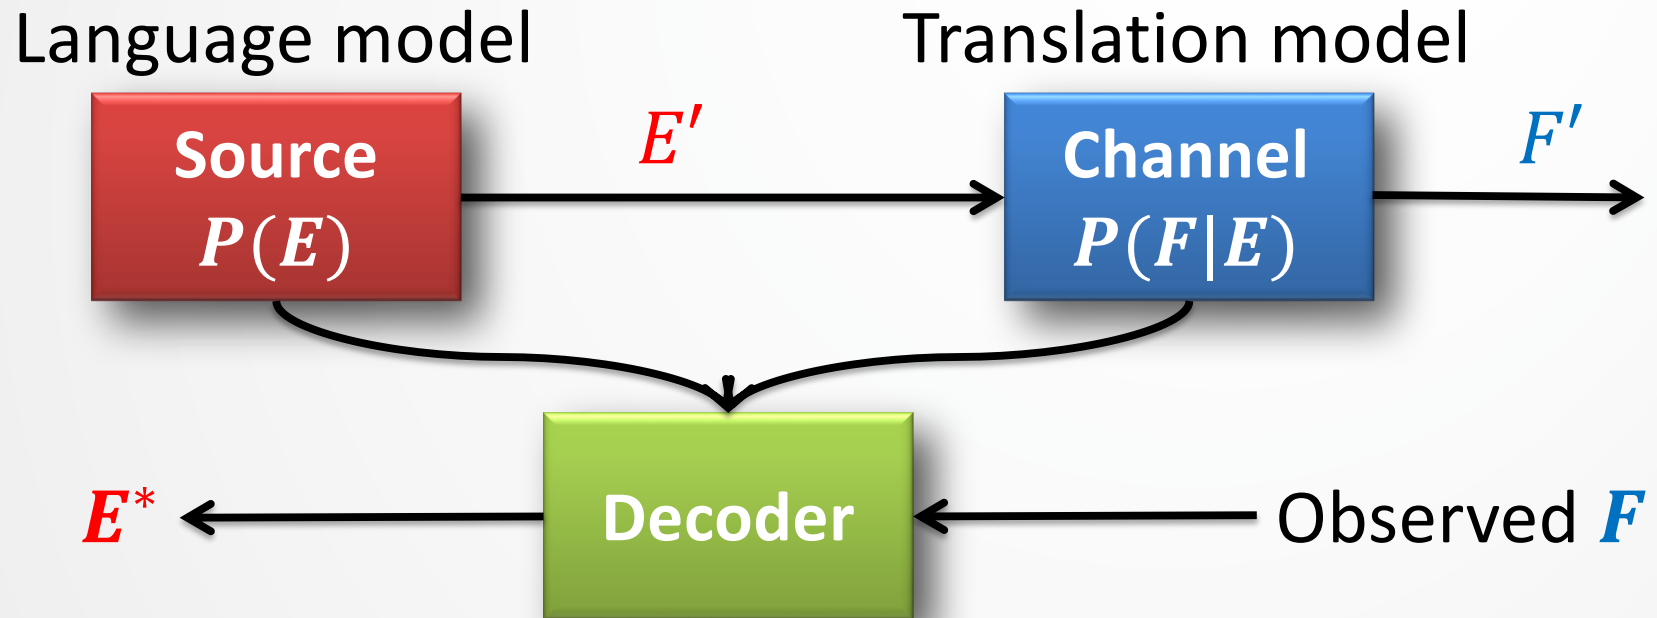 Language model
Translation model
Source
P(E)
E′
Channel
P(F|E)
F′
E*
Decoder
Observed F